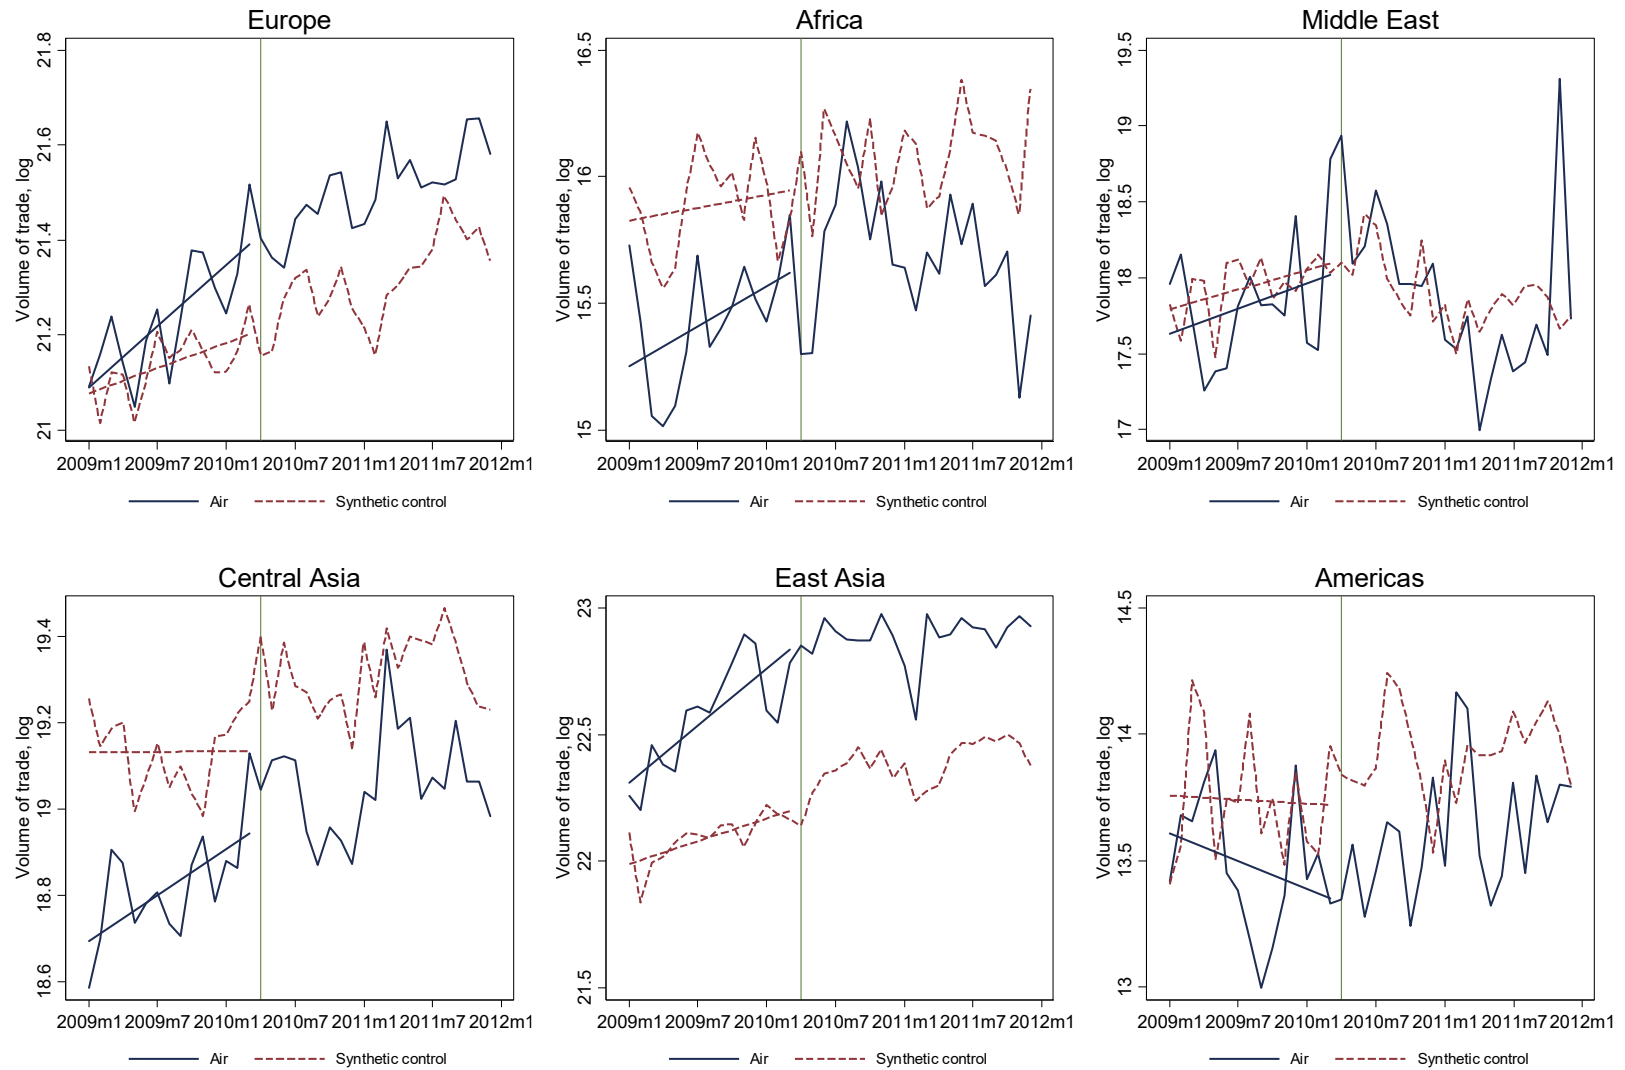 Europe
Volume of trade, log
21.8
21.6
21.4
21.2
21
2009m1 2009m7 2010m1 2010m7 2011m1 2011m7 2012m1
Air Synthetic control
Africa
Volume of trade, log
16.5
16
15.5
15
2009m1 2009m7 2010m1 2010m7 2011m1 2011m7 2012m1
Air Synthetic control
Middle East
Volume of trade, log
19.5
19
18.5
18
17.5
17
2009m1 2009m7 2010m1 2010m7 2011m1 2011m7 2012m1
Air Synthetic control
Central Asia
Volume of trade, log
19.4
19.2
19
18.8
18.6
2009m1 2009m7 2010m1 2010m7 2011m1 2011m7 2012m1
Air Synthetic control
East Asia
Volume of trade, log
23
22.5
22
21.5
2009m1 2009m7 2010m1 2010m7 2011m1 2011m7 2012m1
Air Synthetic control
Americas
Volume of trade, log
14.5
14
13.5
13
2009m1 2009m7 2010m1 2010m7 2011m1 2011m7 2012m1
Air Synthetic control